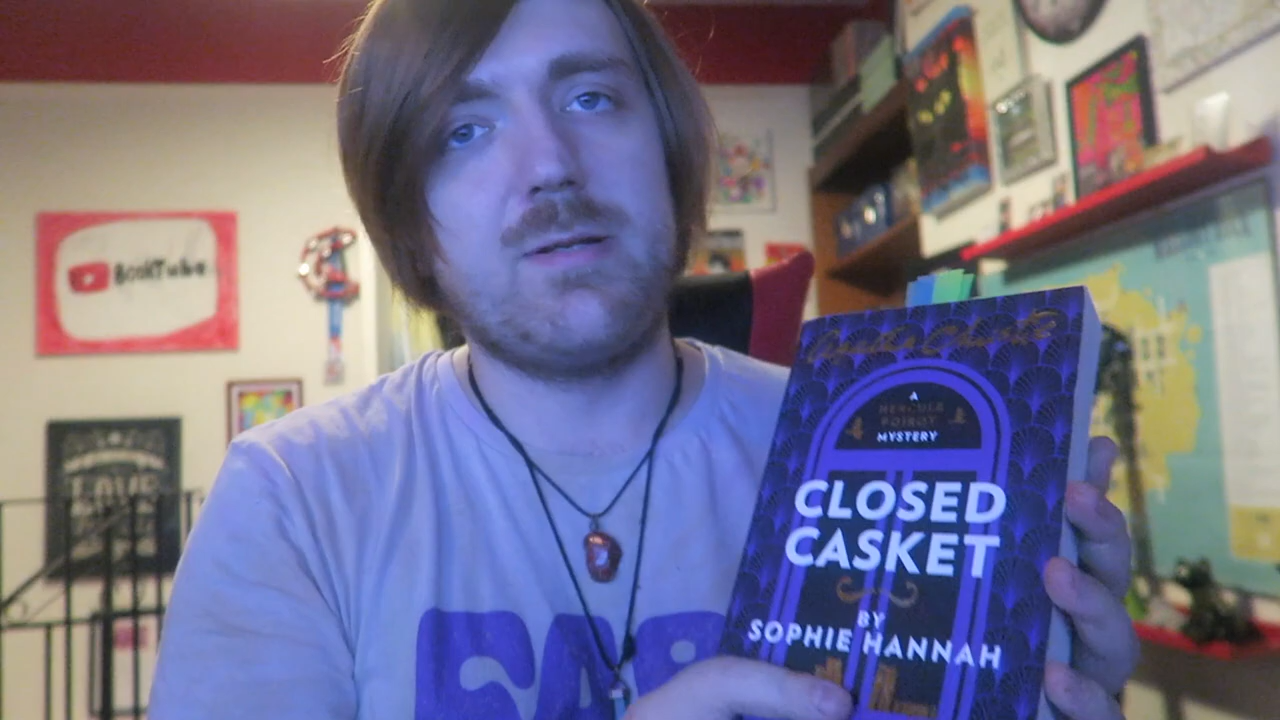 BookTube
Agatha Christie
A
HERCULE
POIROT
MYSTERY
CLOSED
CASKET
BY
SOPHIE HANNAH